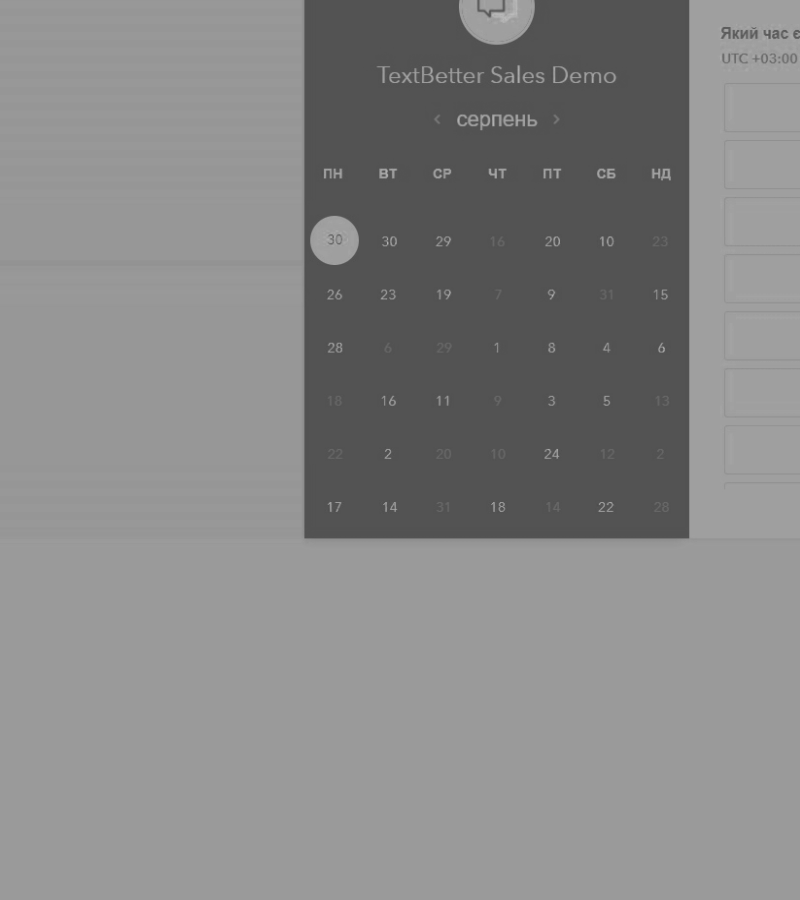 TextBetter Sales Demo
‹ серпень ›
ПН ВТ СР ЧТ ПТ СБ НД
30 30 29 16 20 10 23
26 23 19 7 9 31 15
28 6 29 1 8 4 6
18 16 11 9 3 5 13
22 2 20 10 24 12 2
17 14 31 18 14 22 28
Який час є
UTC +03:00